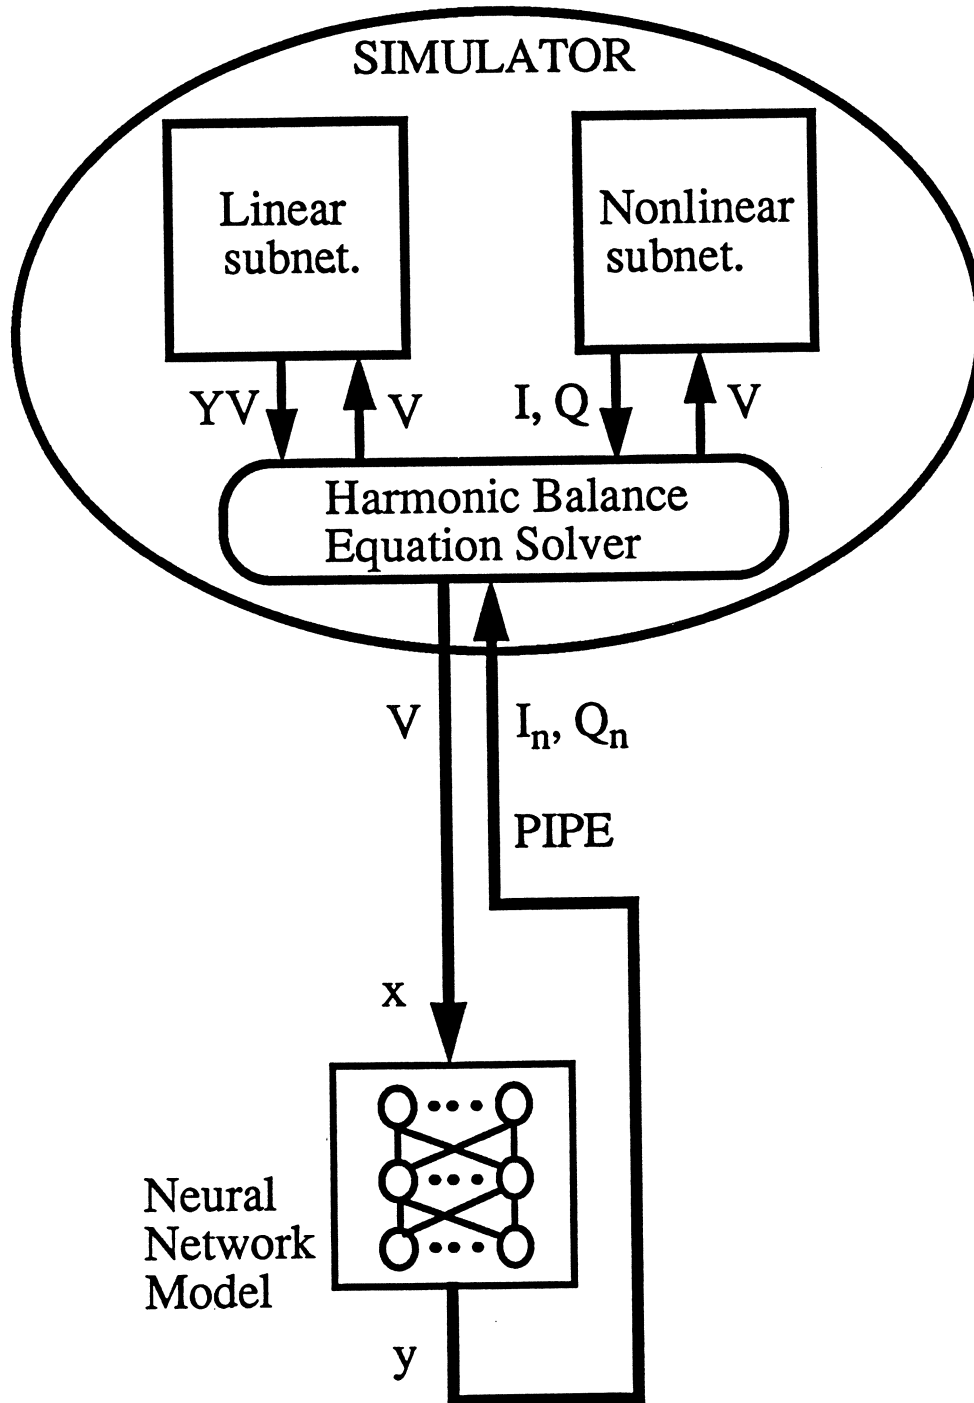 SIMULATOR
Linear
subnet.
Nonlinear
subnet.
YV
V
I, Q
V
Harmonic Balance
Equation Solver
V
Iₙ, Qₙ
PIPE
x
Neural
Network
Model
y